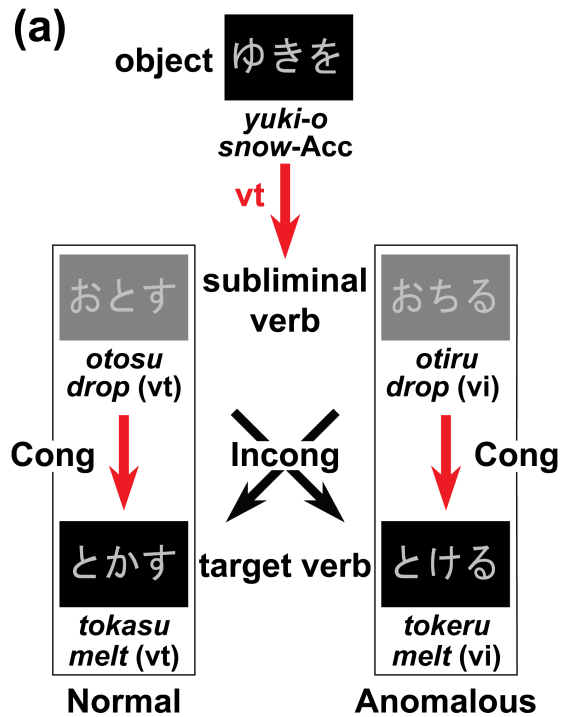 (a)
object ゆきを
yuki-o
snow-Acc
vt
subliminal
verb
おとす
otosu
drop (vt)
おちる
otiru
drop (vi)
Cong
Incong
Cong
target verb
とかす
tokasu
melt (vt)
とける
tokeru
melt (vi)
Normal
Anomalous